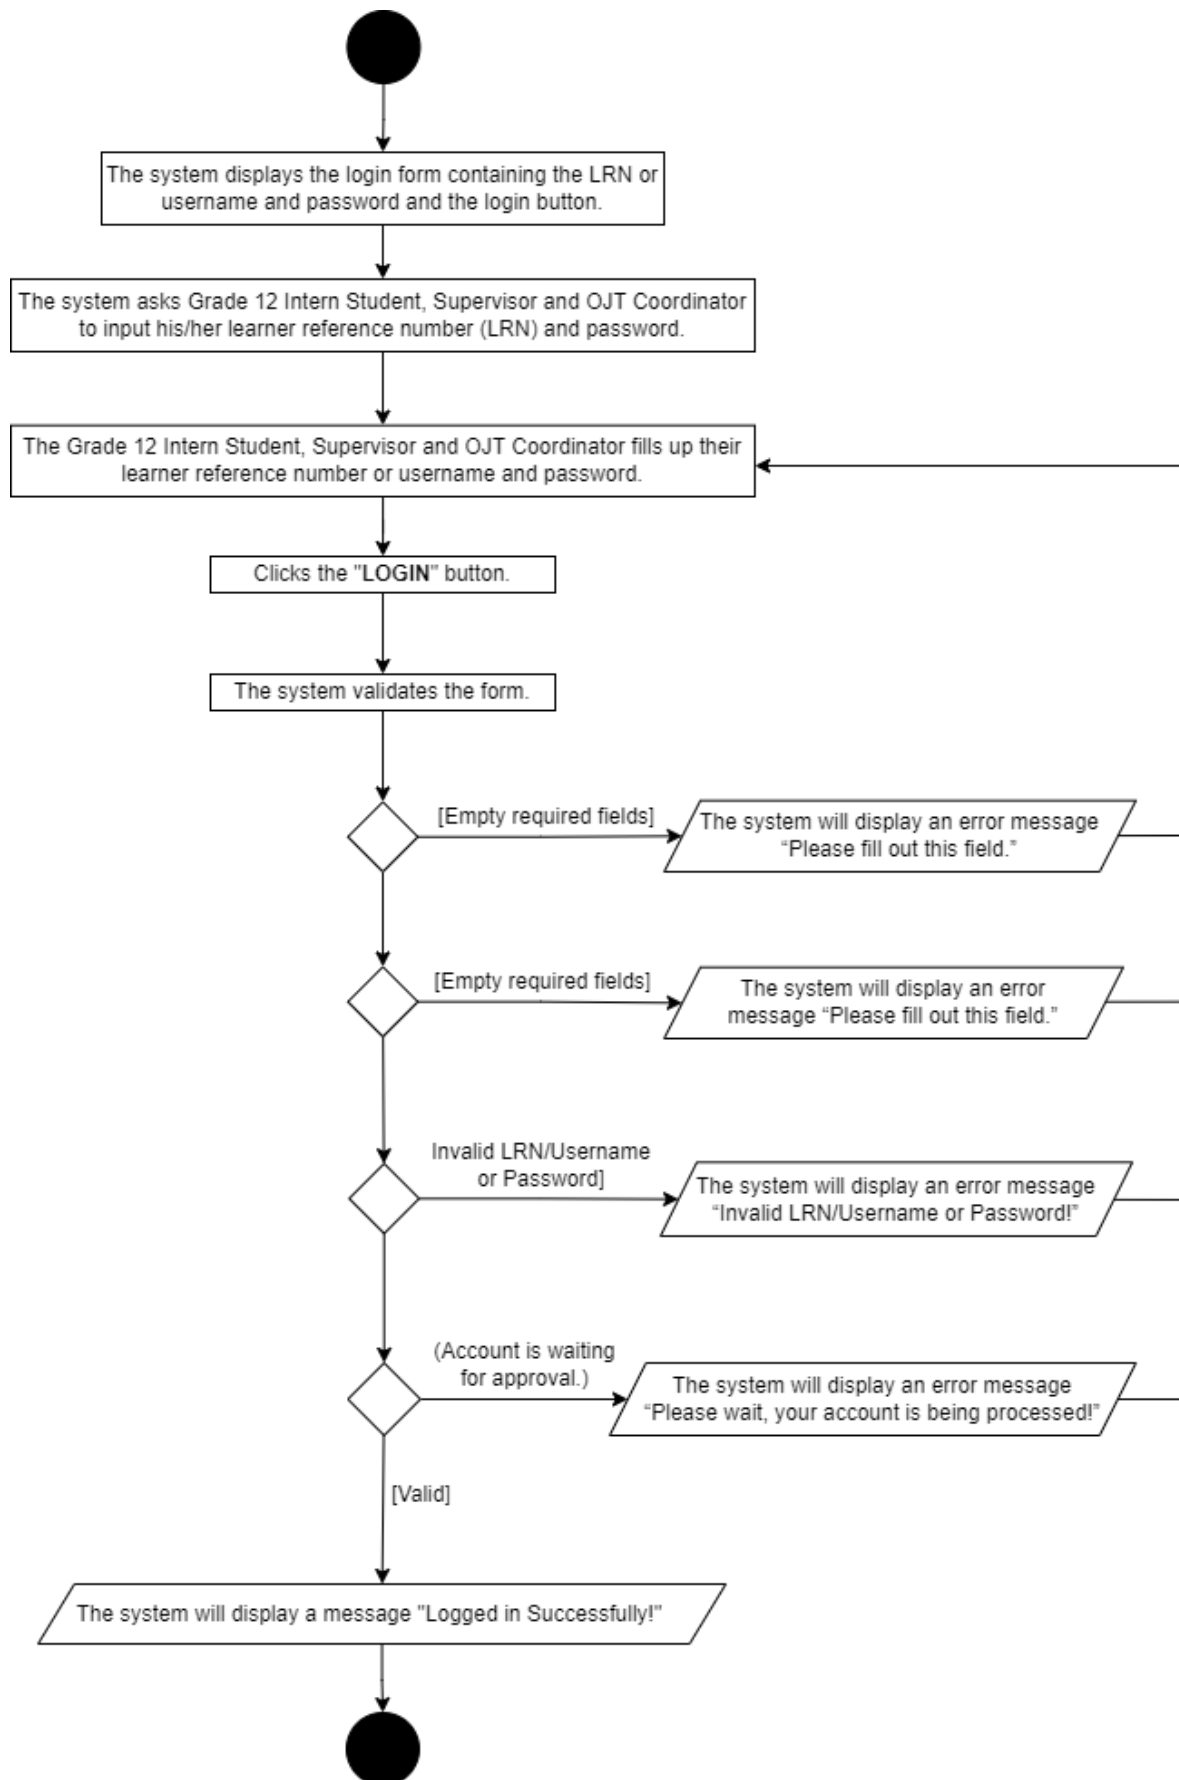 The system displays the login form containing the LRN or
username and password and the login button.
The system asks Grade 12 Intern Student, Supervisor and OJT Coordinator
to input his/her learner reference number (LRN) and password.
The Grade 12 Intern Student, Supervisor and OJT Coordinator fills up their
learner reference number or username and password.
Clicks the "LOGIN" button.
The system validates the form.
[Empty required fields]
The system will display an error message
“Please fill out this field.”
[Empty required fields]
The system will display an error
message “Please fill out this field.”
Invalid LRN/Username
or Password]
The system will display an error message
“Invalid LRN/Username or Password!”
(Account is waiting
for approval.)
The system will display an error message
“Please wait, your account is being processed!”
[Valid]
The system will display a message "Logged in Successfully!"